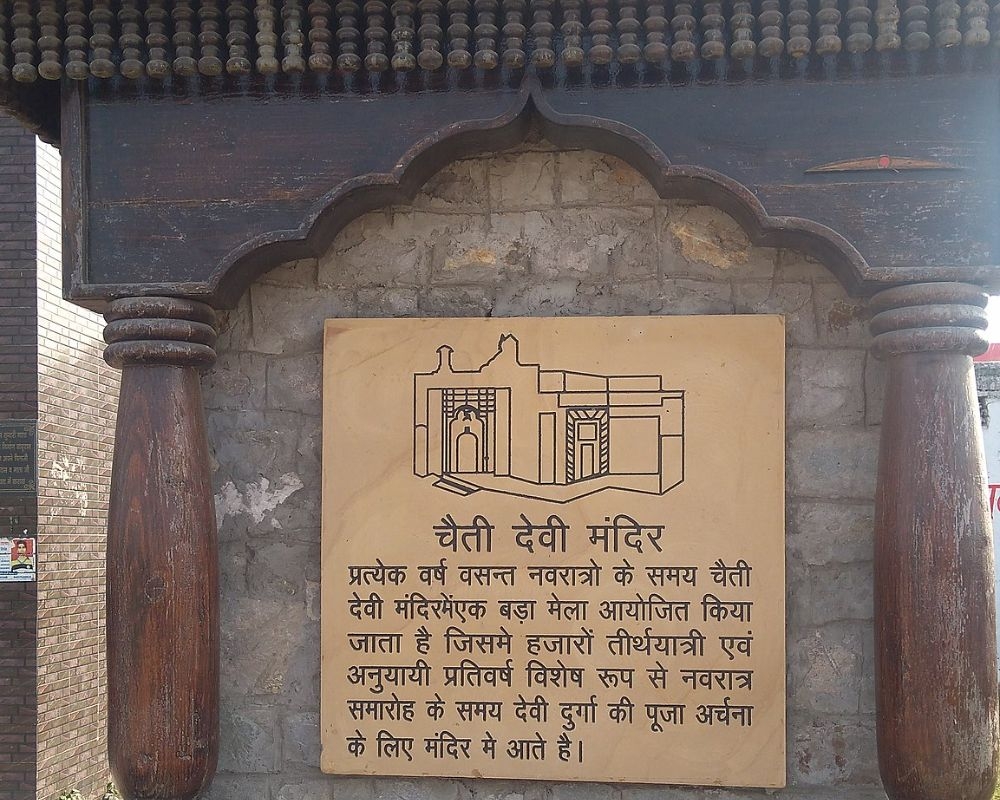 चैती देवी मंदिर
प्रत्येक वर्ष वसन्त नवरात्रो के समय चैती
देवी मंदिरमेंएक बड़ा मेला आयोजित किया
जाता है जिसमे हजारों तीर्थयात्री एवं
अनुयायी प्रतिवर्ष विशेष रूप से नवरात्र
समारोह के समय देवी दुर्गा की पूजा अर्चना
के लिए मंदिर मे आते है।